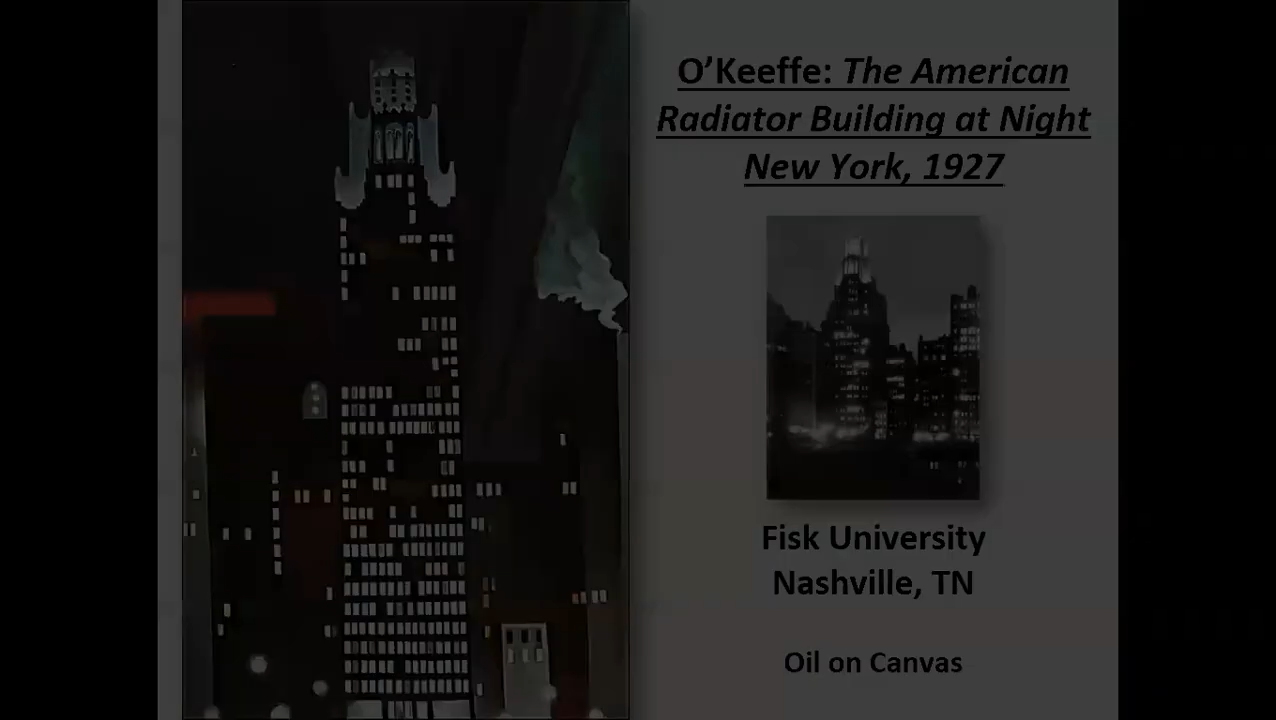 O’Keeffe: The American
Radiator Building at Night
New York, 1927
Fisk University
Nashville, TN
Oil on Canvas